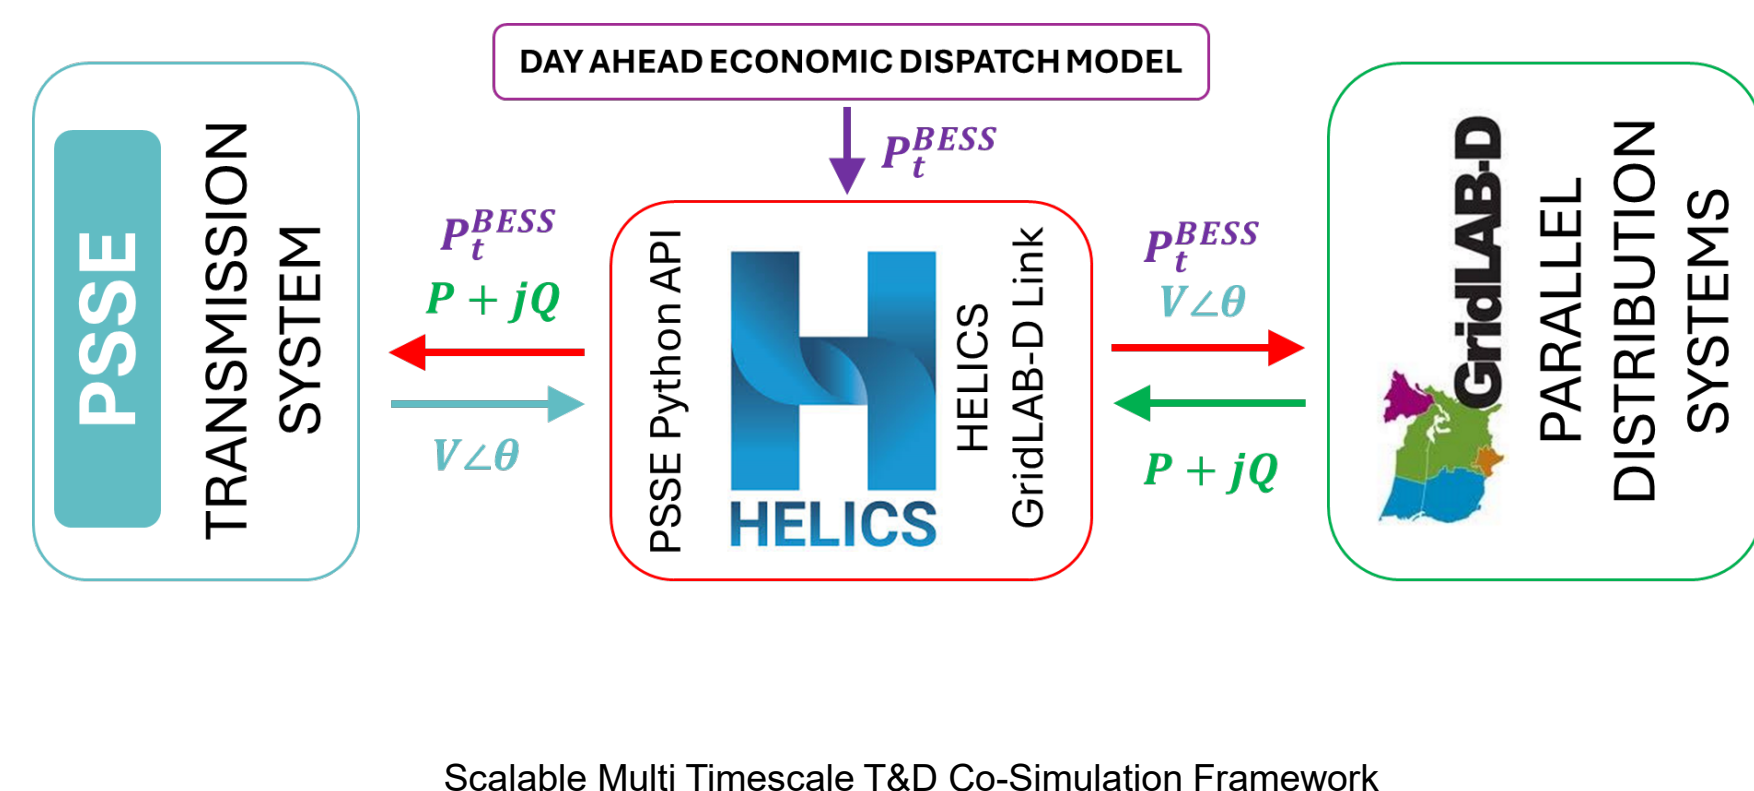 DAY AHEAD ECONOMIC DISPATCH MODEL
P_t^{BESS}
PSSE
TRANSMISSION
SYSTEM
P_t^{BESS}
P + jQ
V∠θ
PSSE Python API
HELICS
HELICS
GridLAB-D Link
P_t^{BESS}
V∠θ
P + jQ
GridLAB-D
PARALLEL
DISTRIBUTION
SYSTEMS
Scalable Multi Timescale T&D Co-Simulation Framework